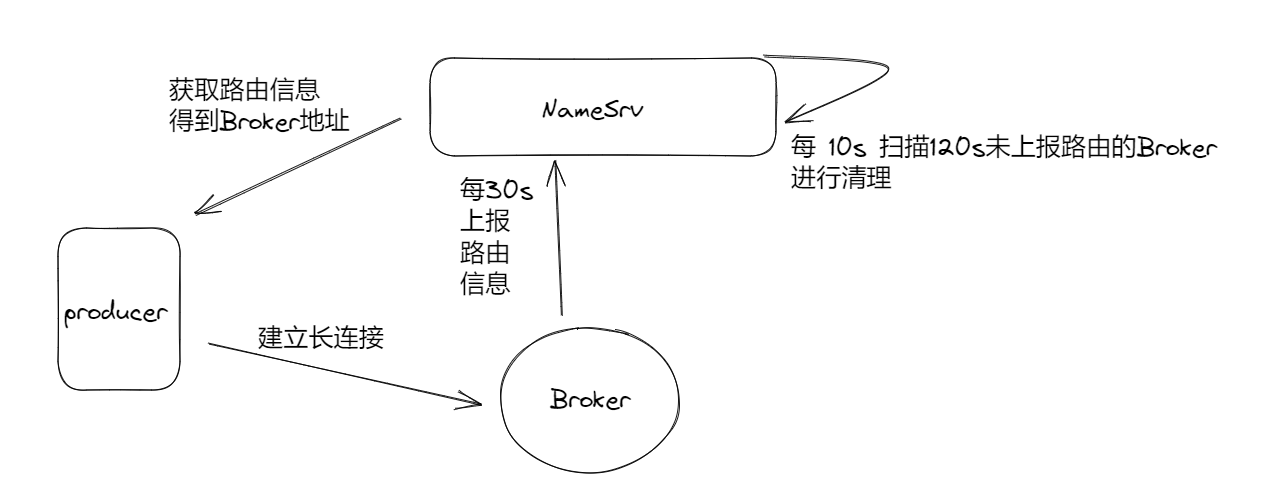 NameSrv
获取路由信息
得到Broker地址
每 10s 扫描120s未上报路由的Broker
进行清理
每30s
上报
路由
信息
producer
建立长连接
Broker